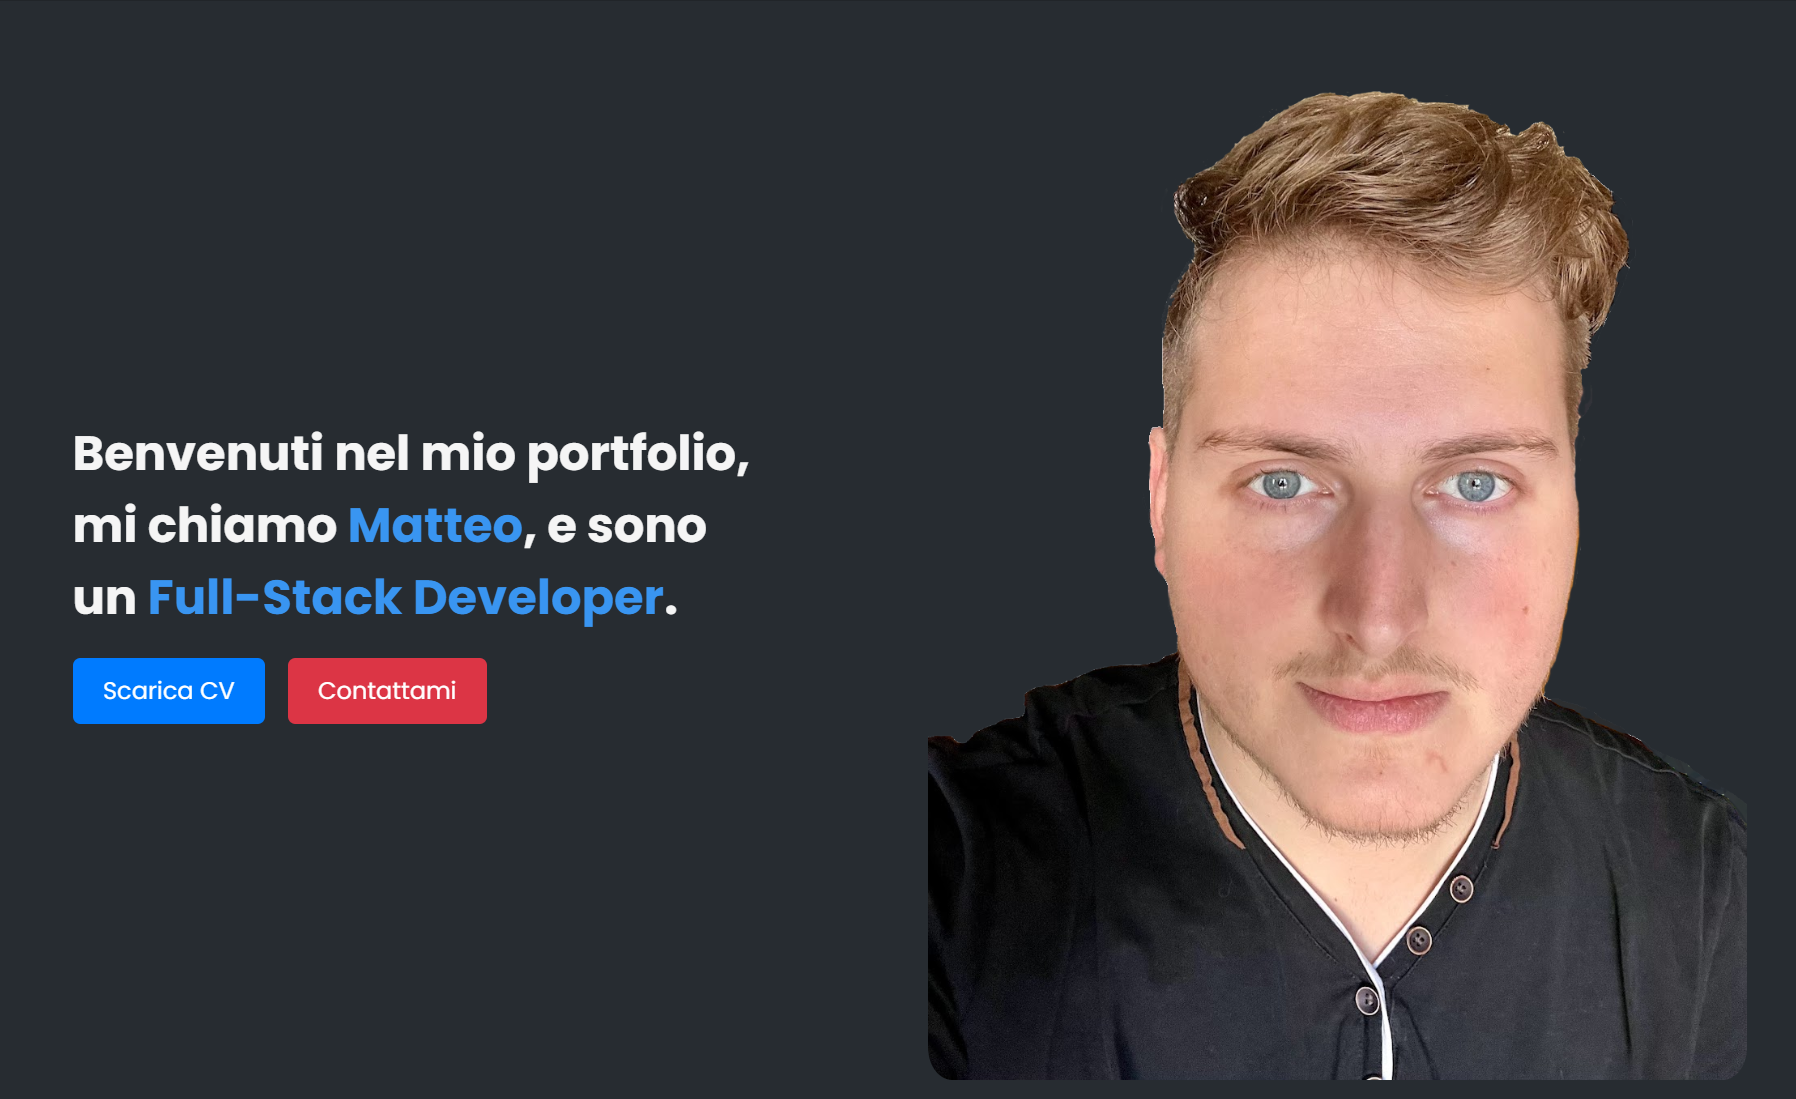 Benvenuti nel mio portfolio,
mi chiamo Matteo, e sono
un Full-Stack Developer.
Scarica CV
Contattami